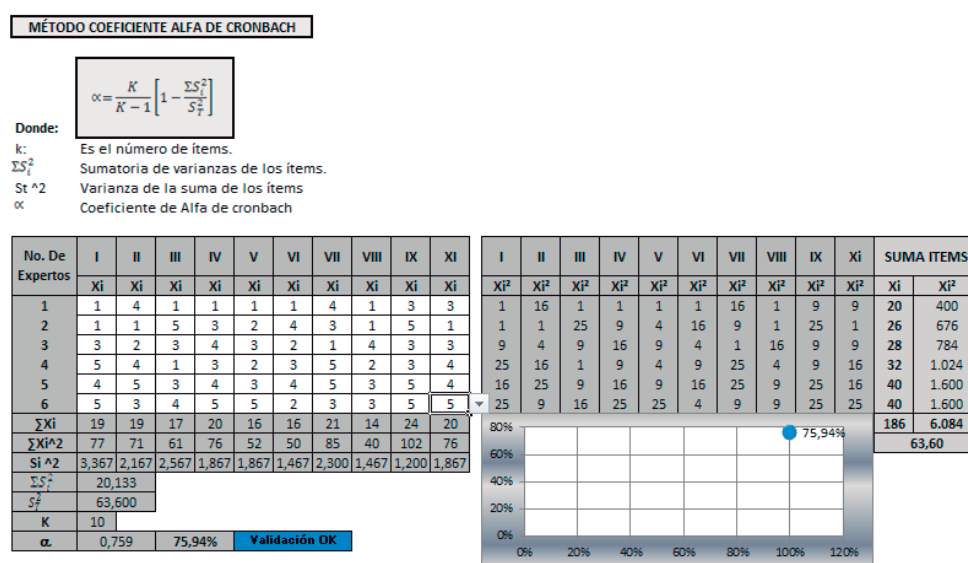 MÉTODO COEFICIENTE ALFA DE CRONBACH
∝= K/(K − 1) [1 − ΣS_i^2/S_T^2]
Donde:
k: Es el número de ítems.
ΣS_i^2 Sumatoria de varianzas de los ítems.
St ^2 Varianza de la suma de los ítems
∝ Coeficiente de Alfa de cronbach
No. De Expertos I II III IV V VI VII VIII IX XI I II III IV V VI VII VIII IX Xi SUMA ITEMS
Xi Xi Xi Xi Xi Xi Xi Xi Xi Xi Xi² Xi² Xi² Xi² Xi² Xi² Xi² Xi² Xi² Xi² Xi Xi²
1 1 4 1 1 1 1 4 1 3 3 1 16 1 1 1 1 16 1 9 9 20 400
2 1 1 5 3 2 4 3 1 5 1 1 1 25 9 4 16 9 1 25 1 26 676
3 3 2 3 4 3 2 1 4 3 3 9 4 9 16 9 4 1 16 9 9 28 784
4 5 4 1 3 2 3 5 2 3 4 25 16 1 9 4 9 25 4 9 16 32 1.024
5 4 5 3 4 3 4 5 3 5 4 16 25 9 16 9 16 25 9 25 16 40 1.600
6 5 3 4 5 5 2 3 3 5 5 25 9 16 25 25 4 9 9 25 25 40 1.600
∑Xi 19 19 17 20 16 16 21 14 24 20 186 6.084
∑Xi^2 77 71 61 76 52 50 85 40 102 76 63,60
Si ^2 3,367 2,167 2,567 1,867 1,867 1,467 2,300 1,467 1,200 1,867
ΣS_i^2 20,133
S_i^2 63,600
K 10
α 0,759 75,94% Validación OK
80%
75,94%
60%
40%
20%
0%
0% 20% 40% 60% 80% 100% 120%